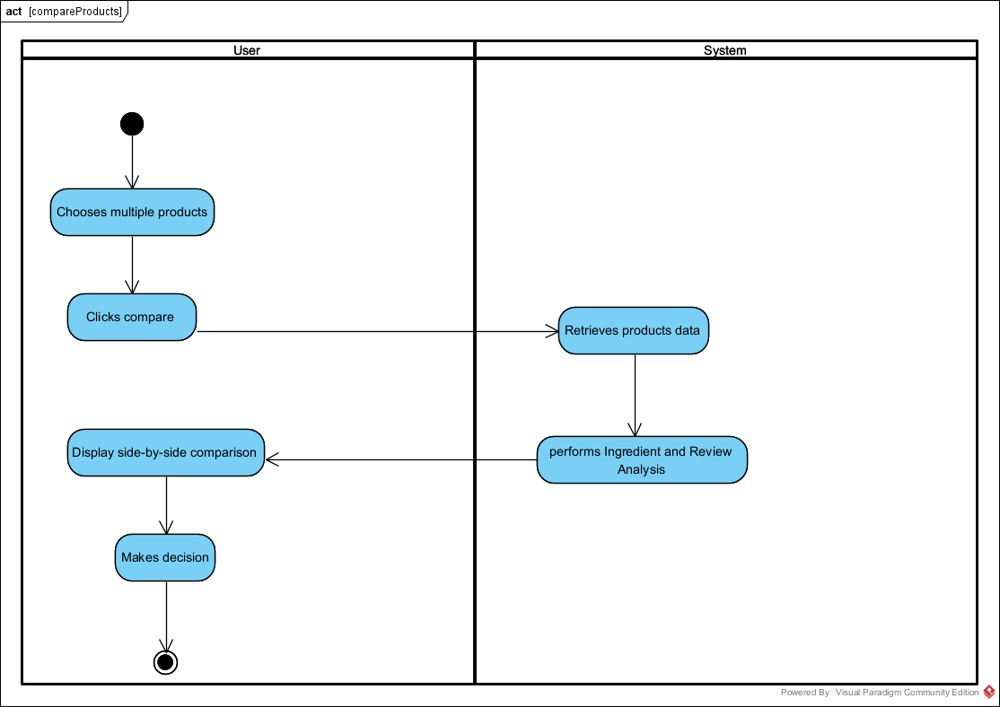 act [compareProducts]
User
System
Chooses multiple products
Clicks compare
Retrieves products data
Display side-by-side comparison
performs Ingredient and Review
Analysis
Makes decision
Powered By Visual Paradigm Community Edition